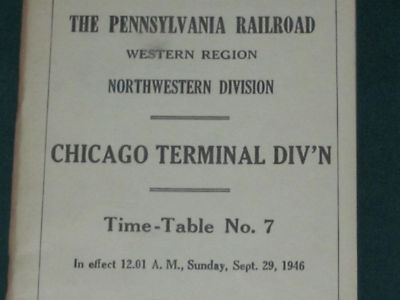 THE PENNSYLVANIA RAILROAD
WESTERN REGION
NORTHWESTERN DIVISION
CHICAGO TERMINAL DIV'N
Time-Table No. 7
In effect 12.01 A. M., Sunday, Sept. 29, 1946